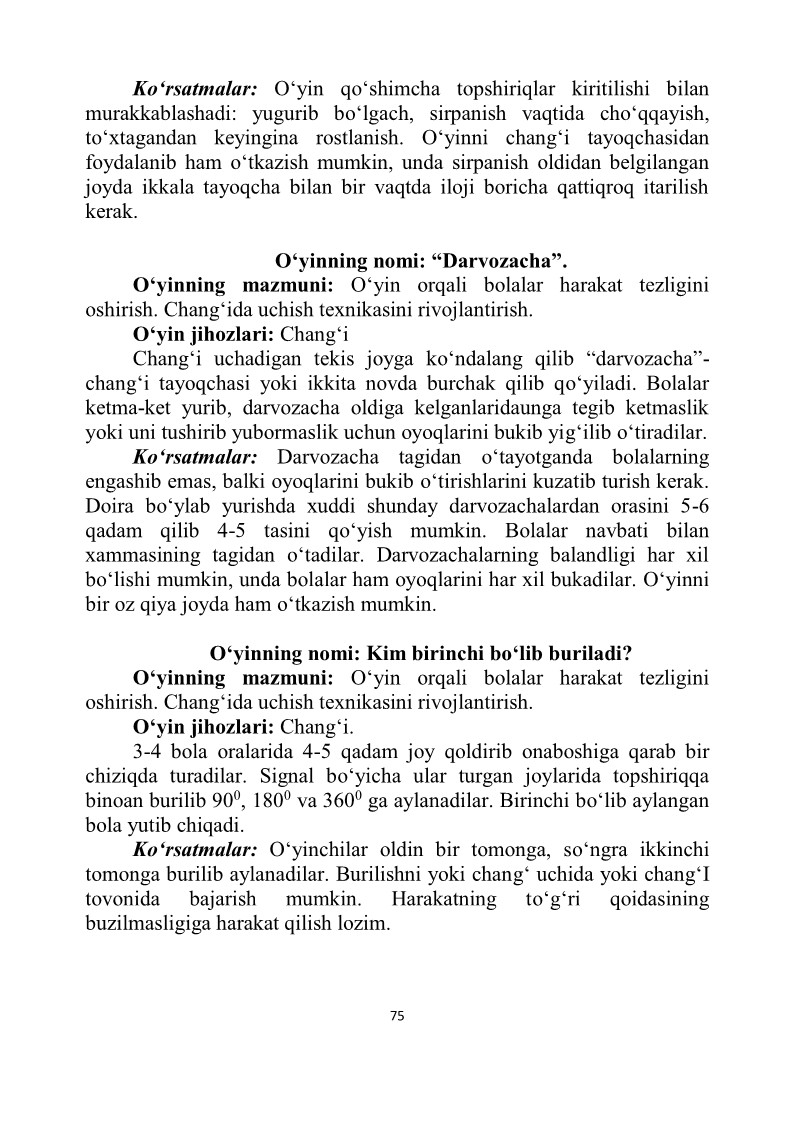 Ko‘rsatmalar: O‘yin qo‘shimcha topshiriqlar kiritilishi bilan
murakkablashadi: yugurib bo‘lgach, sirpanish vaqtida cho‘qqayish,
to‘xtagandan keyingina rostlanish. O‘yinni chang‘i tayoqchasidan
foydalanib ham o‘tkazish mumkin, unda sirpanish oldidan belgilangan
joyda ikkala tayoqcha bilan bir vaqtda iloji boricha qattiqroq itarilish
kerak.
O‘yinning nomi: “Darvozacha”.
O‘yinning mazmuni: O‘yin orqali bolalar harakat tezligini
oshirish. Chang‘ida uchish texnikasini rivojlantirish.
O‘yin jihozlari: Chang‘i
Chang‘i uchadigan tekis joyga ko‘ndalang qilib “darvozacha”-
chang‘i tayoqchasi yoki ikkita novda burchak qilib qo‘yiladi. Bolalar
ketma-ket yurib, darvozacha oldiga kelganlaridaunga tegib ketmaslik
yoki uni tushirib yubormaslik uchun oyoqlarini bukib yig‘ilib o‘tiradilar.
Ko‘rsatmalar: Darvozacha tagidan o‘tayotganda bolalarning
engashib emas, balki oyoqlarini bukib o‘tirishlarini kuzatib turish kerak.
Doira bo‘ylab yurishda xuddi shunday darvozachalardan orasini 5-6
qadam qilib 4-5 tasini qo‘yish mumkin. Bolalar navbati bilan
xammasining tagidan o‘tadilar. Darvozachalarning balandligi har xil
bo‘lishi mumkin, unda bolalar ham oyoqlarini har xil bukadilar. O‘yinni
bir oz qiya joyda ham o‘tkazish mumkin.
O‘yinning nomi: Kim birinchi bo‘lib buriladi?
O‘yinning mazmuni: O‘yin orqali bolalar harakat tezligini
oshirish. Chang‘ida uchish texnikasini rivojlantirish.
O‘yin jihozlari: Chang‘i.
3-4 bola oralarida 4-5 qadam joy qoldirib onaboshiga qarab bir
chiziqda turadilar. Signal bo‘yicha ular turgan joylarida topshiriqqa
binoan burilib 90⁰, 180⁰ va 360⁰ ga aylanadilar. Birinchi bo‘lib aylangan
bola yutib chiqadi.
Ko‘rsatmalar: O‘yinchilar oldin bir tomonga, so‘ngra ikkinchi
tomonga burilib aylanadilar. Burilishni yoki chang‘ uchida yoki chang‘I
tovonida bajarish mumkin. Harakatning to‘g‘ri qoidasining
buzilmasligiga harakat qilish lozim.
75